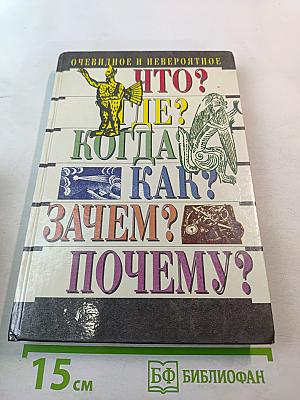 ОЧЕВИДНОЕ И НЕВЕРОЯТНОЕ
ЧТО?
ГДЕ?
КОГДА
КАК?
ЗАЧЕМ?
ПОЧЕМУ?
15 см
БФ БИБЛИОФАН